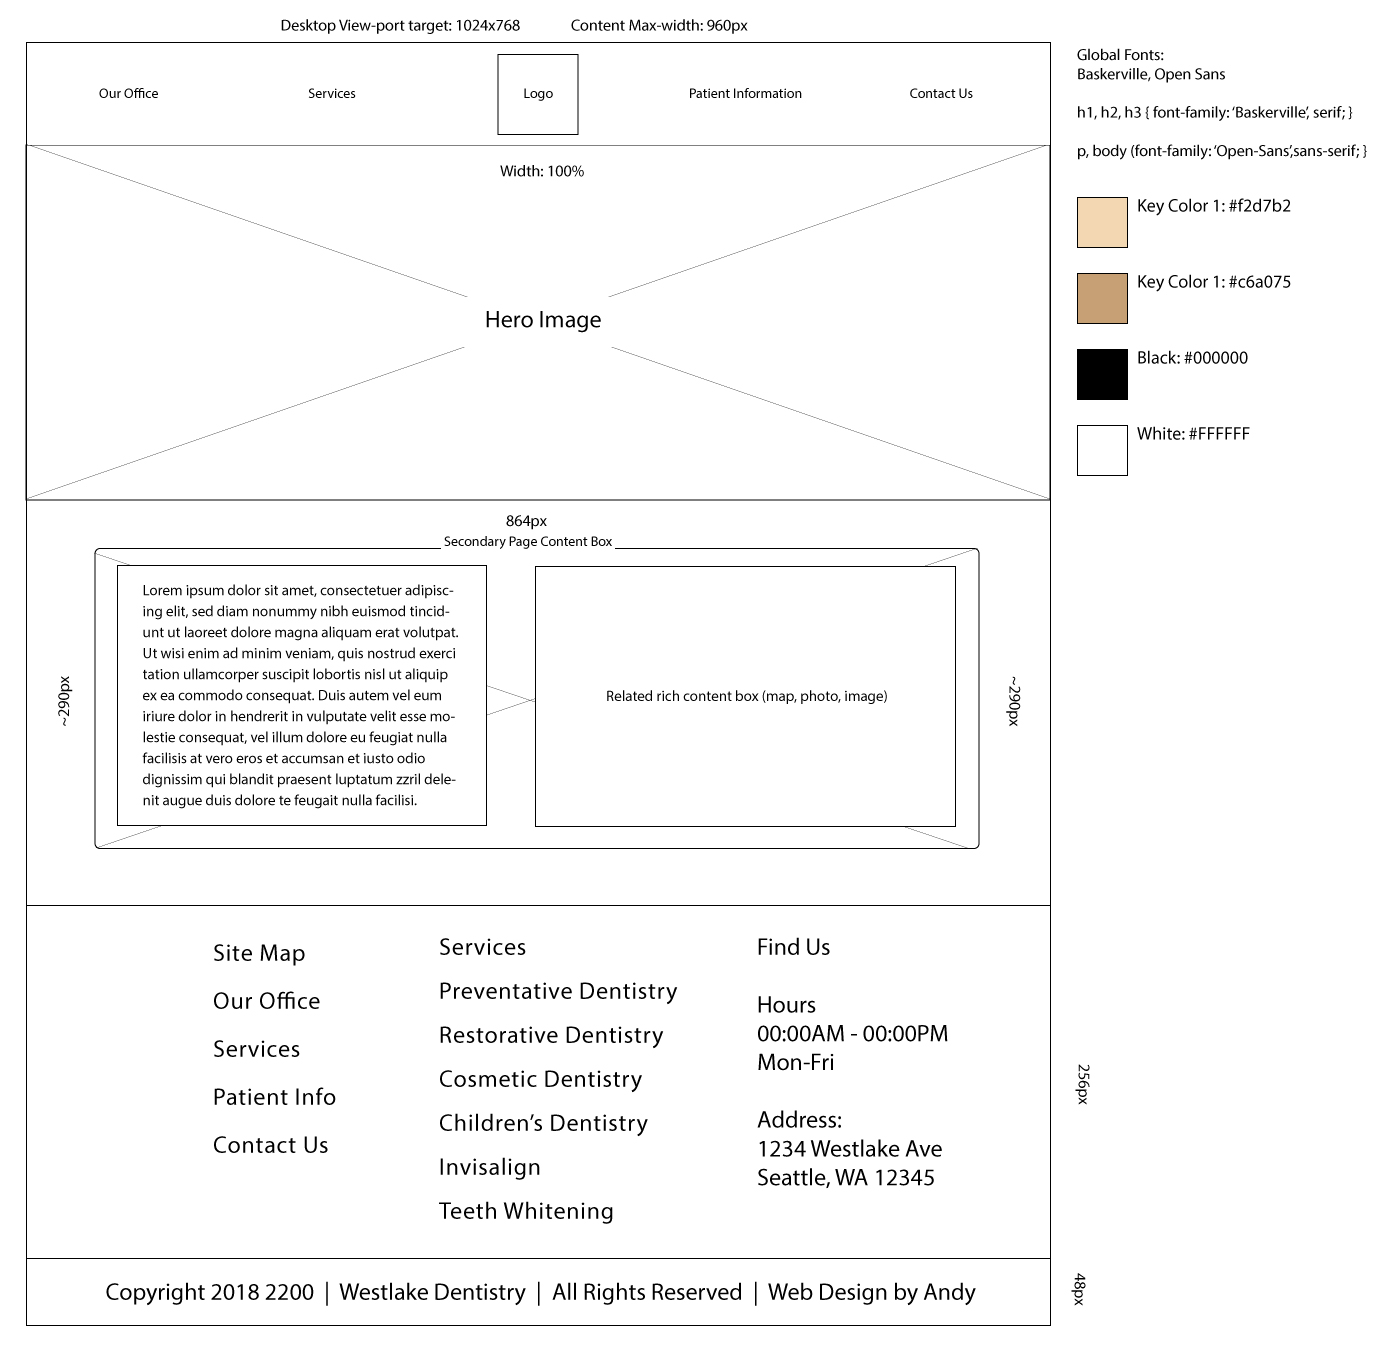 Desktop View-port target: 1024x768
Content Max-width: 960px
Our Office
Services
Logo
Patient Information
Contact Us
Width: 100%
Hero Image
864px
Secondary Page Content Box
~290px
Lorem ipsum dolor sit amet, consectetuer adipisc-
ing elit, sed diam nonummy nibh euismod tincid-
unt ut laoreet dolore magna aliquam erat volutpat.
Ut wisi enim ad minim veniam, quis nostrud exerci
tation ullamcorper suscipit lobortis nisl ut aliquip
ex ea commodo consequat. Duis autem vel eum
iriure dolor in hendrerit in vulputate velit esse mo-
lestie consequat, vel illum dolore eu feugiat nulla
facilisis at vero eros et accumsan et iusto odio
dignissim qui blandit praesent luptatum zzril dele-
nit augue duis dolore te feugait nulla facilisi.
Related rich content box (map, photo, image)
~290px
Site Map
Our Office
Services
Patient Info
Contact Us
Services
Preventative Dentistry
Restorative Dentistry
Cosmetic Dentistry
Children’s Dentistry
Invisalign
Teeth Whitening
Find Us
Hours
00:00AM - 00:00PM
Mon-Fri
Address:
1234 Westlake Ave
Seattle, WA 12345
256px
Copyright 2018 2200 | Westlake Dentistry | All Rights Reserved | Web Design by Andy
48px
Global Fonts:
Baskerville, Open Sans
h1, h2, h3 { font-family: ‘Baskerville’, serif; }
p, body (font-family: ‘Open-Sans’,sans-serif; }
Key Color 1: #f2d7b2
Key Color 1: #c6a075
Black: #000000
White: #FFFFFF